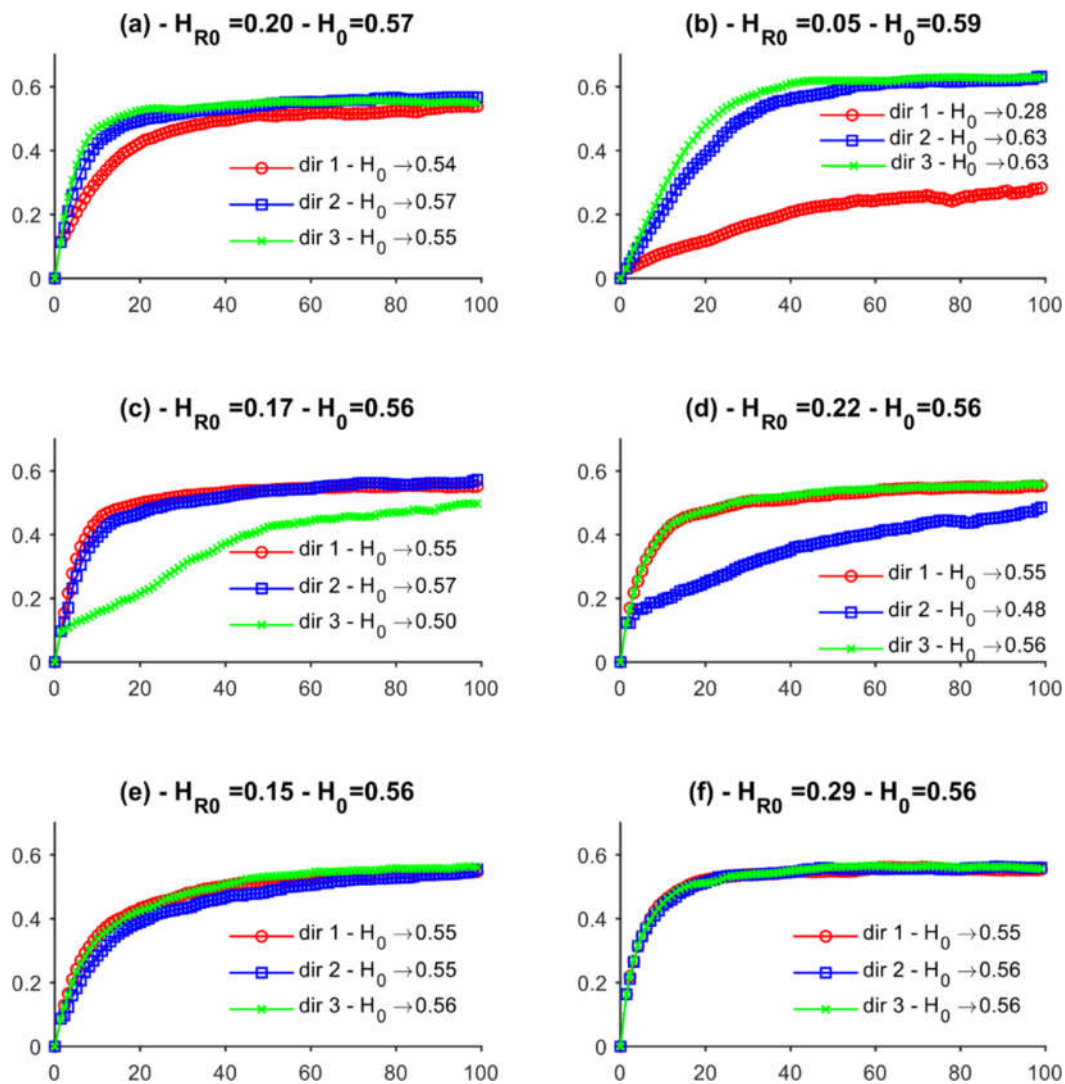 (a) - H_R0 =0.20 - H_0=0.57
0.6
0.4
0.2
0
dir 1 - H_0 →0.54
dir 2 - H_0 →0.57
dir 3 - H_0 →0.55
0 20 40 60 80 100
(b) - H_R0 =0.05 - H_0=0.59
0.6
0.4
0.2
0
dir 1 - H_0 →0.28
dir 2 - H_0 →0.63
dir 3 - H_0 →0.63
0 20 40 60 80 100
(c) - H_R0 =0.17 - H_0=0.56
0.6
0.4
0.2
0
dir 1 - H_0 →0.55
dir 2 - H_0 →0.57
dir 3 - H_0 →0.50
0 20 40 60 80 100
(d) - H_R0 =0.22 - H_0=0.56
0.6
0.4
0.2
0
dir 1 - H_0 →0.55
dir 2 - H_0 →0.48
dir 3 - H_0 →0.56
0 20 40 60 80 100
(e) - H_R0 =0.15 - H_0=0.56
0.6
0.4
0.2
0
dir 1 - H_0 →0.55
dir 2 - H_0 →0.55
dir 3 - H_0 →0.56
0 20 40 60 80 100
(f) - H_R0 =0.29 - H_0=0.56
0.6
0.4
0.2
0
dir 1 - H_0 →0.55
dir 2 - H_0 →0.56
dir 3 - H_0 →0.56
0 20 40 60 80 100